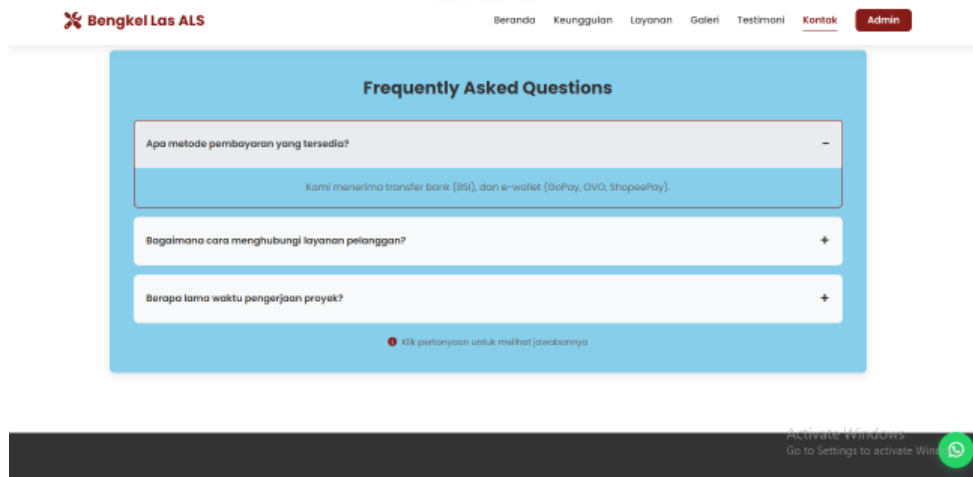 Bengkel Las ALS
Beranda Keunggulan Layanan Galeri Testimoni Kontak Admin
Frequently Asked Questions
Apa metode pembayaran yang tersedia? −
Kami menerima transfer bank (BSI), dan e-wallet (GoPay, OVO, ShopeePay).
Bagaimana cara menghubungi layanan pelanggan? +
Berapa lama waktu pengerjaan proyek? +
Klik pertanyaan untuk melihat jawabannya
Activate Windows
Go to Settings to activate Win